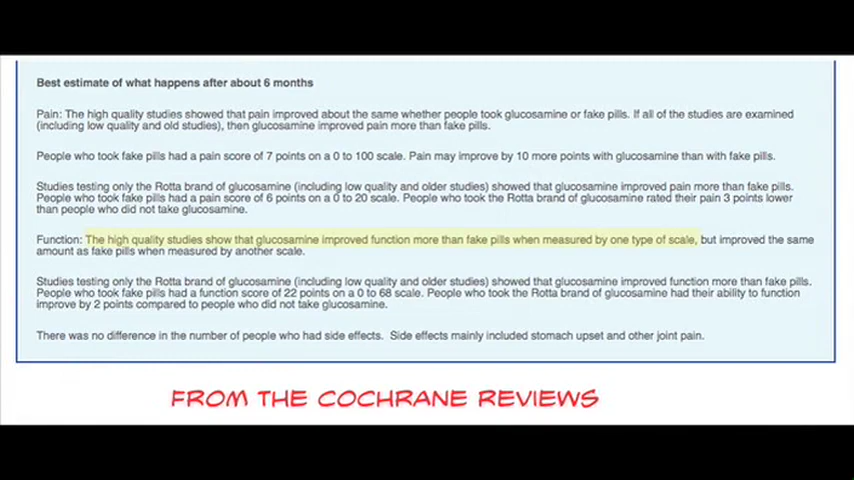 Best estimate of what happens after about 6 months
Pain: The high quality studies showed that pain improved about the same whether people took glucosamine or fake pills. If all of the studies are examined
(including low quality and old studies), then glucosamine improved pain more than fake pills.
People who took fake pills had a pain score of 7 points on a 0 to 100 scale. Pain may improve by 10 more points with glucosamine than with fake pills.
Studies testing only the Rotta brand of glucosamine (including low quality and older studies) showed that glucosamine improved pain more than fake pills.
People who took fake pills had a pain score of 6 points on a 0 to 20 scale. People who took the Rotta brand of glucosamine rated their pain 3 points lower
than people who did not take glucosamine.
Function: The high quality studies show that glucosamine improved function more than fake pills when measured by one type of scale, but improved the same
amount as fake pills when measured by another scale.
Studies testing only the Rotta brand of glucosamine (including low quality and older studies) showed that glucosamine improved function more than fake pills.
People who took fake pills had a function score of 22 points on a 0 to 68 scale. People who took the Rotta brand of glucosamine had their ability to function
improve by 2 points compared to people who did not take glucosamine.
There was no difference in the number of people who had side effects. Side effects mainly included stomach upset and other joint pain.
FROM THE COCHRANE REVIEWS